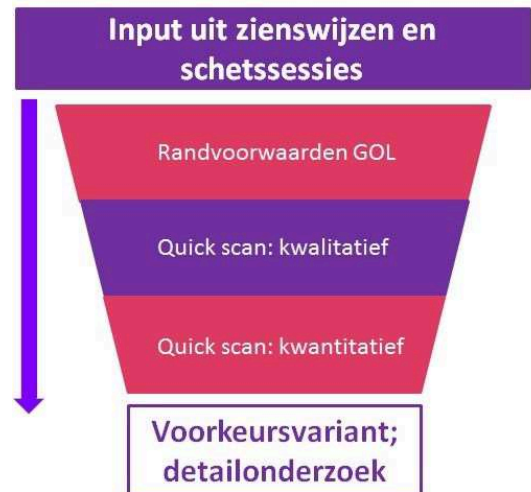 Input uit zienswijzen en
schetssessies
Randvoorwaarden GOL
Quick scan: kwalitatief
Quick scan: kwantitatief
Voorkeursvariant;
detailonderzoek